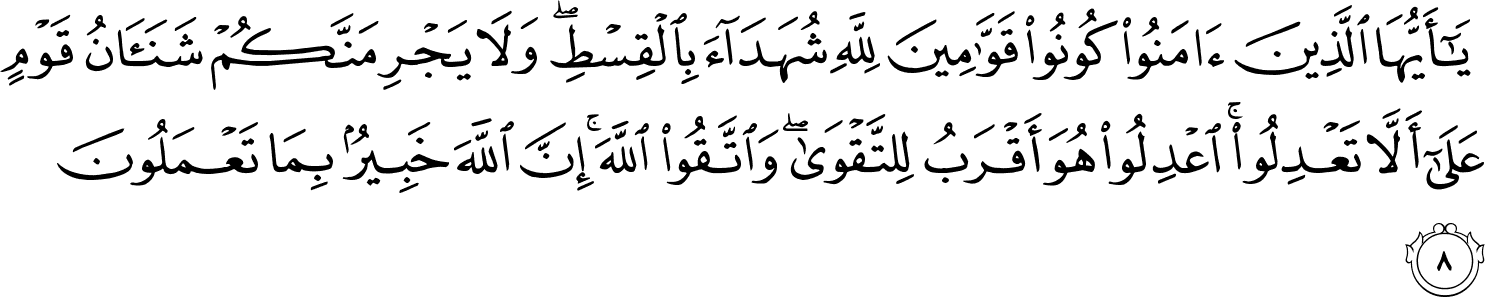 يَـٰٓأَيُّهَا ٱلَّذِينَ ءَامَنُوا۟ كُونُوا۟ قَوَّٰمِينَ لِلَّهِ شُهَدَآءَ بِٱلْقِسْطِ ۖ وَلَا يَجْرِمَنَّكُمْ شَنَـَٔانُ قَوْمٍ
عَلَىٰٓ أَلَّا تَعْدِلُوا۟ ۚ ٱعْدِلُوا۟ هُوَ أَقْرَبُ لِلتَّقْوَىٰ ۖ وَٱتَّقُوا۟ ٱللَّهَ ۚ إِنَّ ٱللَّهَ خَبِيرٌۢ بِمَا تَعْمَلُونَ
٨